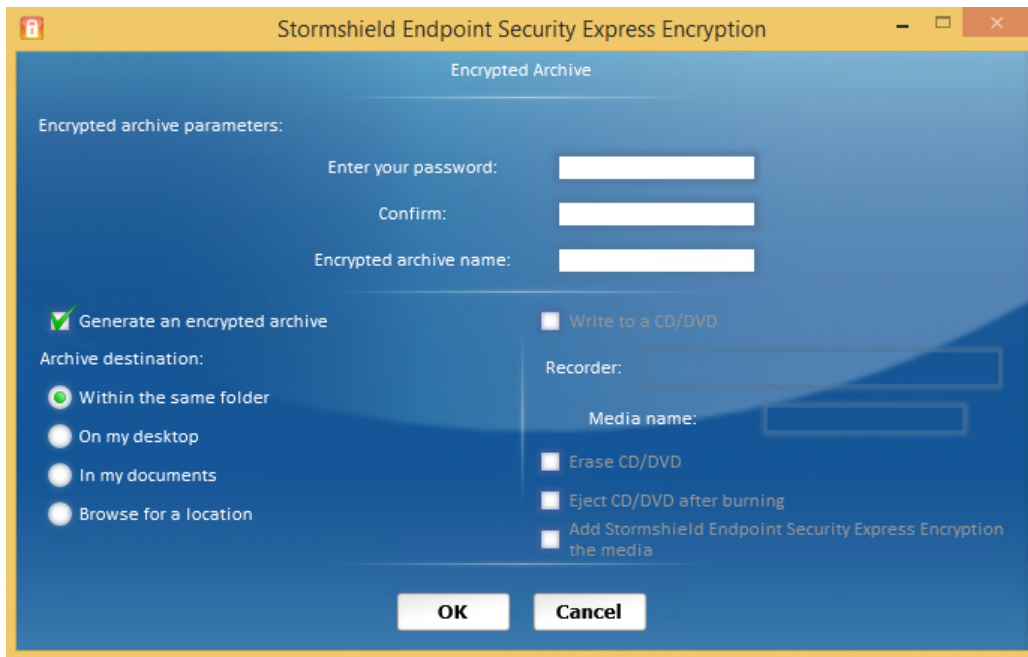 Stormshield Endpoint Security Express Encryption
Encrypted Archive
Encrypted archive parameters:
Enter your password:
Confirm:
Encrypted archive name:
Generate an encrypted archive
Archive destination:
Within the same folder
On my desktop
In my documents
Browse for a location
Write to a CD/DVD
Recorder:
Media name:
Erase CD/DVD
Eject CD/DVD after burning
Add Stormshield Endpoint Security Express Encryption
the media
OK
Cancel